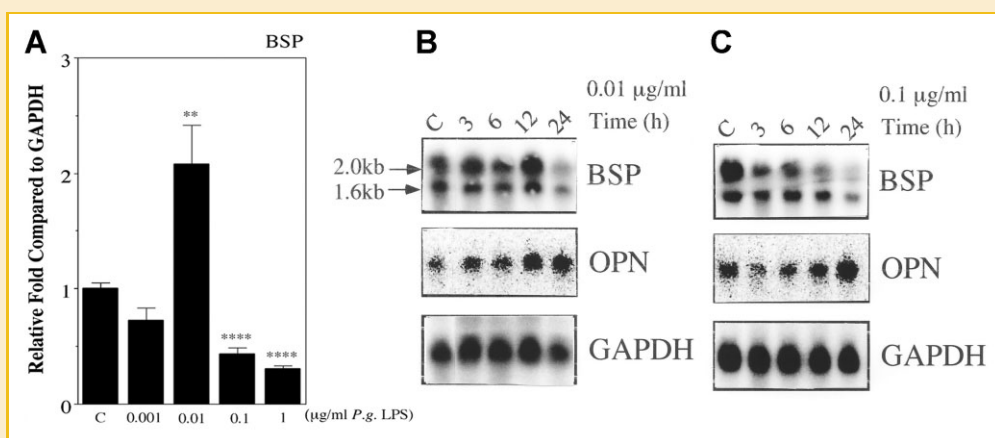 A
BSP
Relative Fold Compared to GAPDH
3
2
1
0
**
****
****
C 0.001 0.01 0.1 1 (µg/ml P.g. LPS)
B
0.01 µg/ml
C 3 6 12 24 Time (h)
2.0kb
1.6kb
BSP
OPN
GAPDH
C
0.1 µg/ml
C 3 6 12 24 Time (h)
BSP
OPN
GAPDH